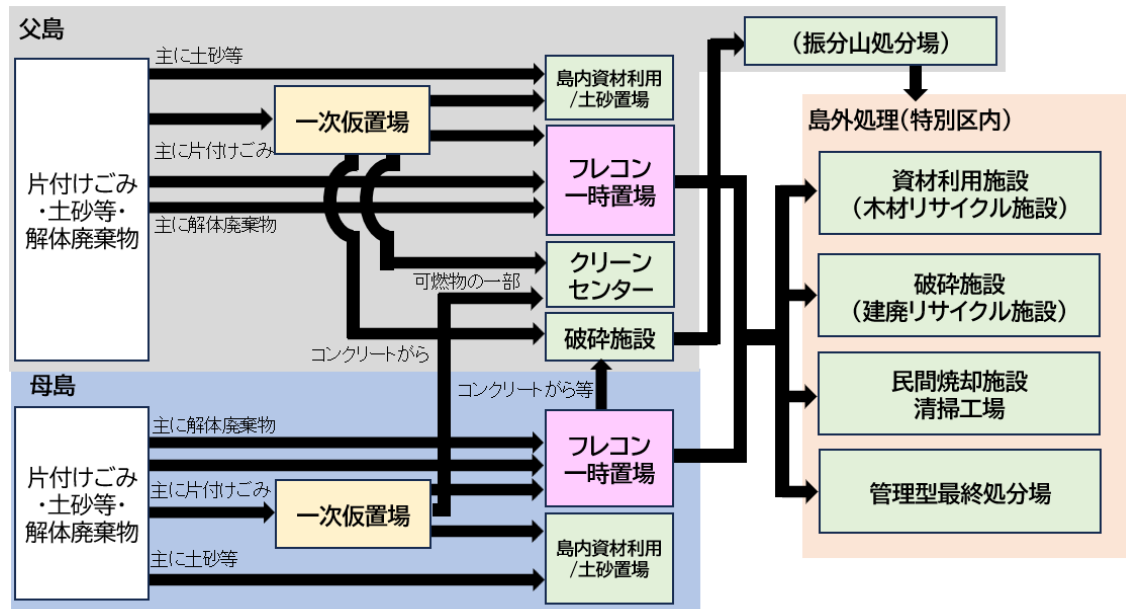 父島
片付けごみ
・土砂等・
解体廃棄物
主に土砂等
一次仮置場
主に片付けごみ
主に解体廃棄物
島内資材利用
/土砂置場
フレコン
一時置場
可燃物の一部
クリーン
センター
コンクリートがら
破砕施設
(振分山処分場)
母島
片付けごみ
・土砂等・
解体廃棄物
主に解体廃棄物
主に片付けごみ
一次仮置場
主に土砂等
コンクリートがら等
フレコン
一時置場
島内資材利用
/土砂置場
島外処理(特別区内)
資材利用施設
(木材リサイクル施設)
破砕施設
(建廃リサイクル施設)
民間焼却施設
清掃工場
管理型最終処分場